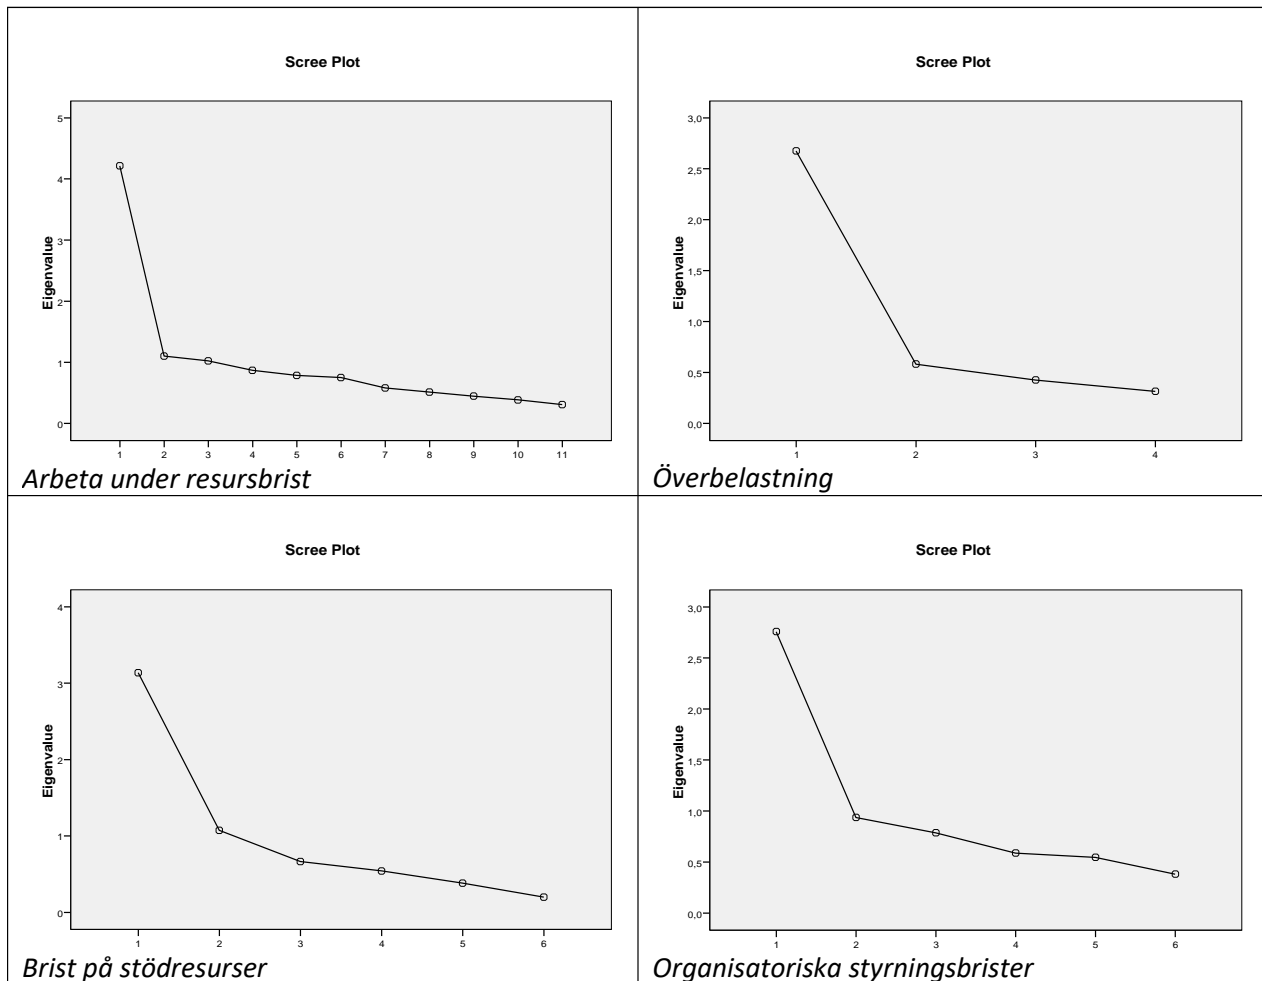 Scree Plot
Eigenvalue
5
4
3
2
1
0
1 2 3 4 5 6 7 8 9 10 11
Arbeta under resursbrist
Scree Plot
Eigenvalue
3,0
2,5
2,0
1,5
1,0
0,5
0,0
1 2 3 4
Överbelastning
Scree Plot
Eigenvalue
4
3
2
1
0
1 2 3 4 5 6
Brist på stödresurser
Scree Plot
Eigenvalue
3,0
2,5
2,0
1,5
1,0
0,5
0,0
1 2 3 4 5 6
Organisatoriska styrningsbrister